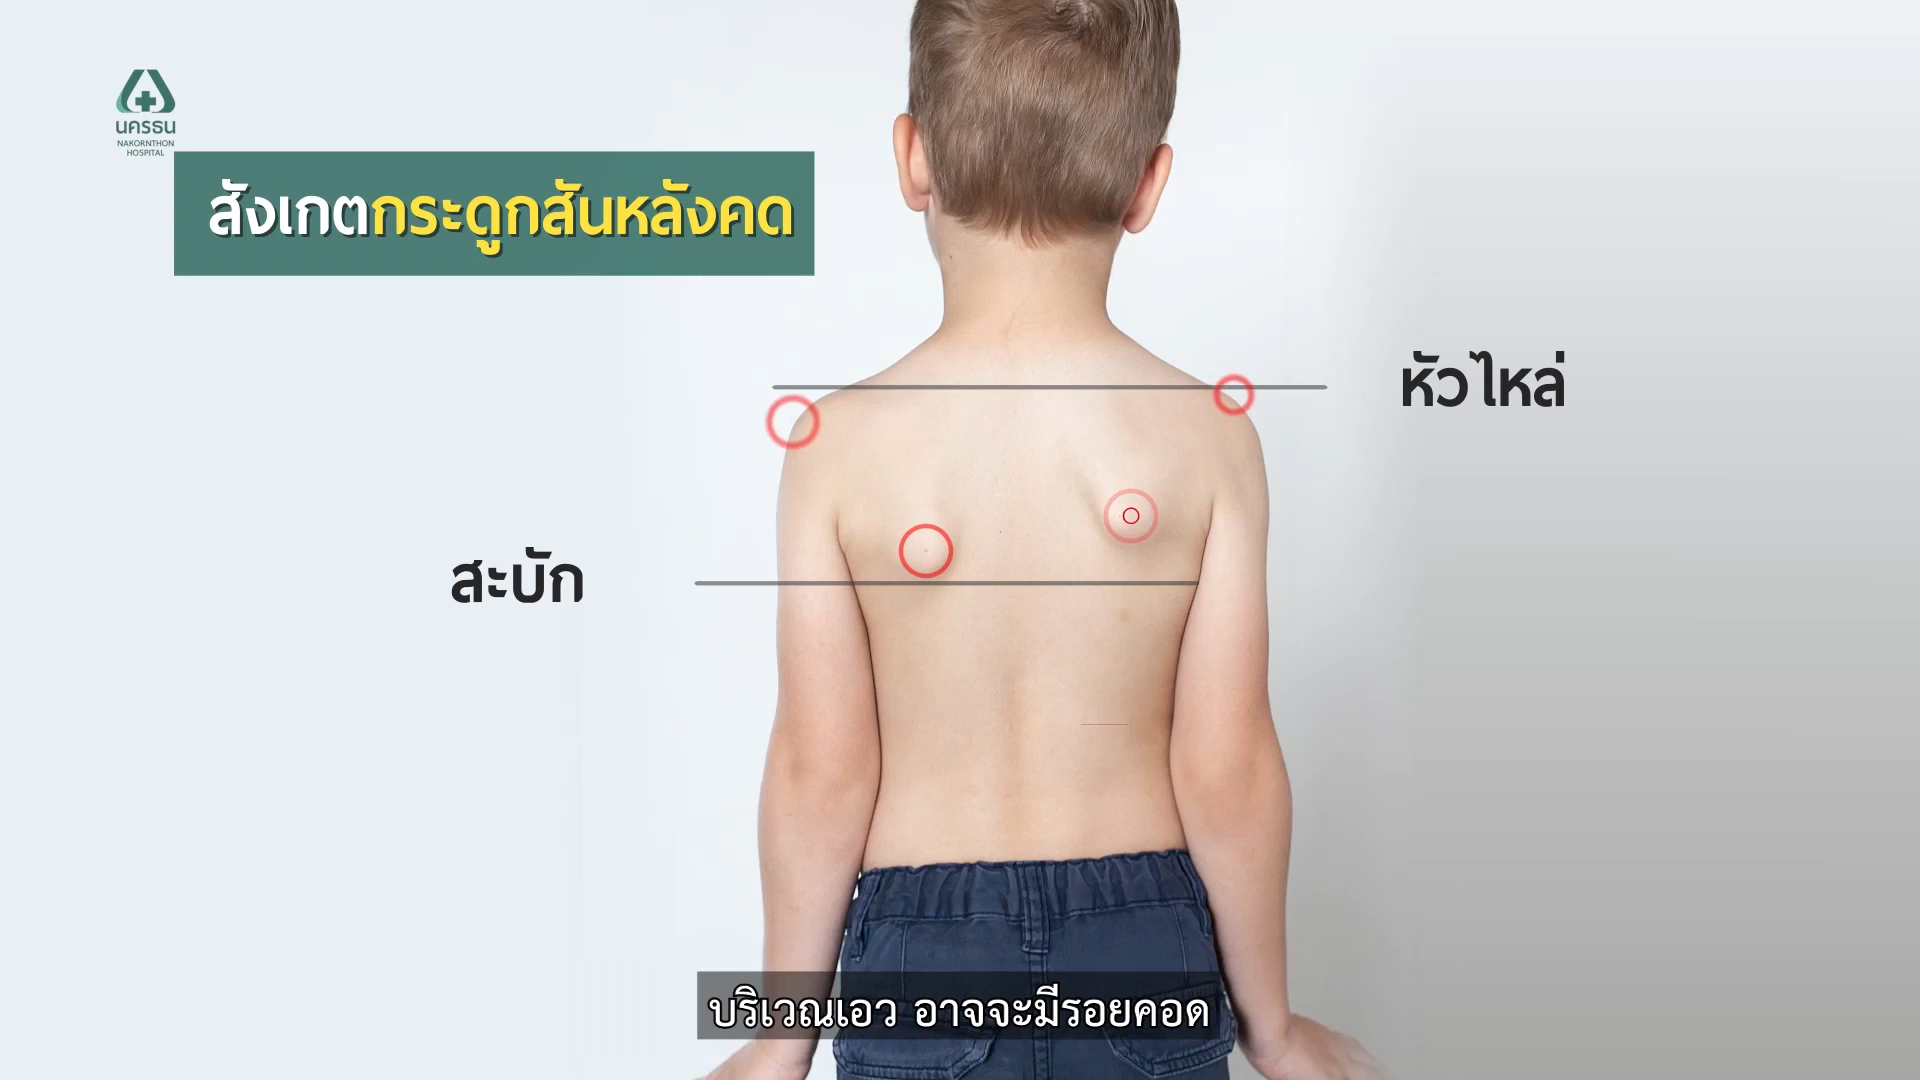 นครธน
NAKORNTHON
HOSPITAL
สังเกตกระดูกสันหลังคด
หัวไหล่
สะบัก
บริเวณเอว อาจจะมีรอยคอด